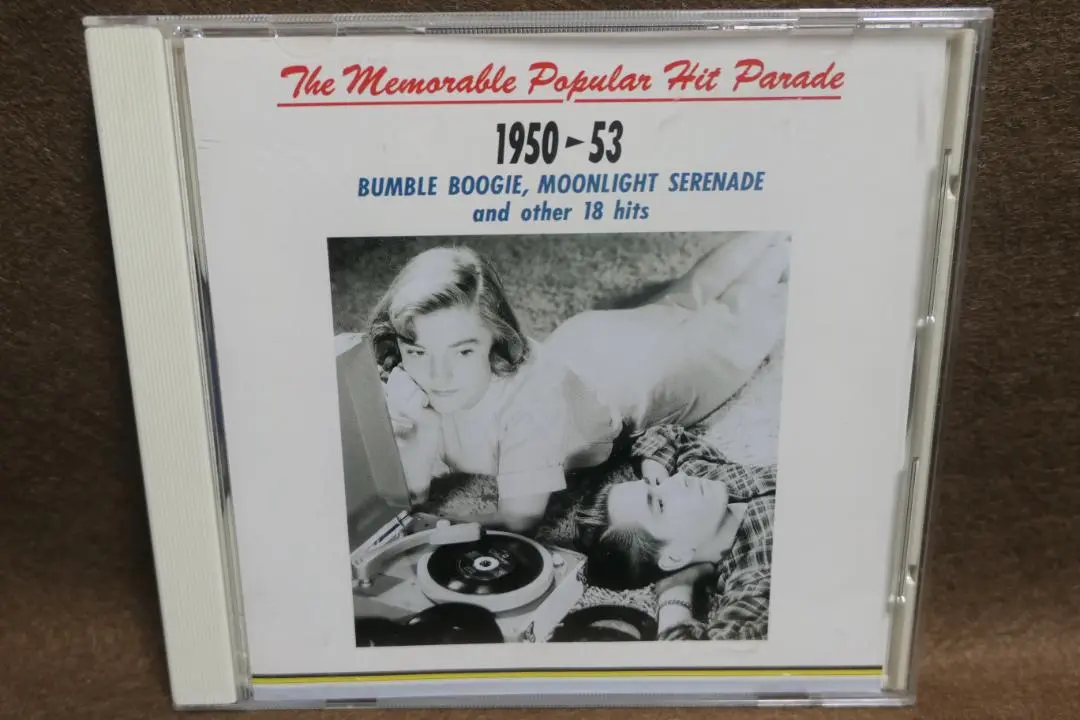 The Memorable Popular Hit Parade
1950►53
BUMBLE BOOGIE, MOONLIGHT SERENADE
and other 18 hits